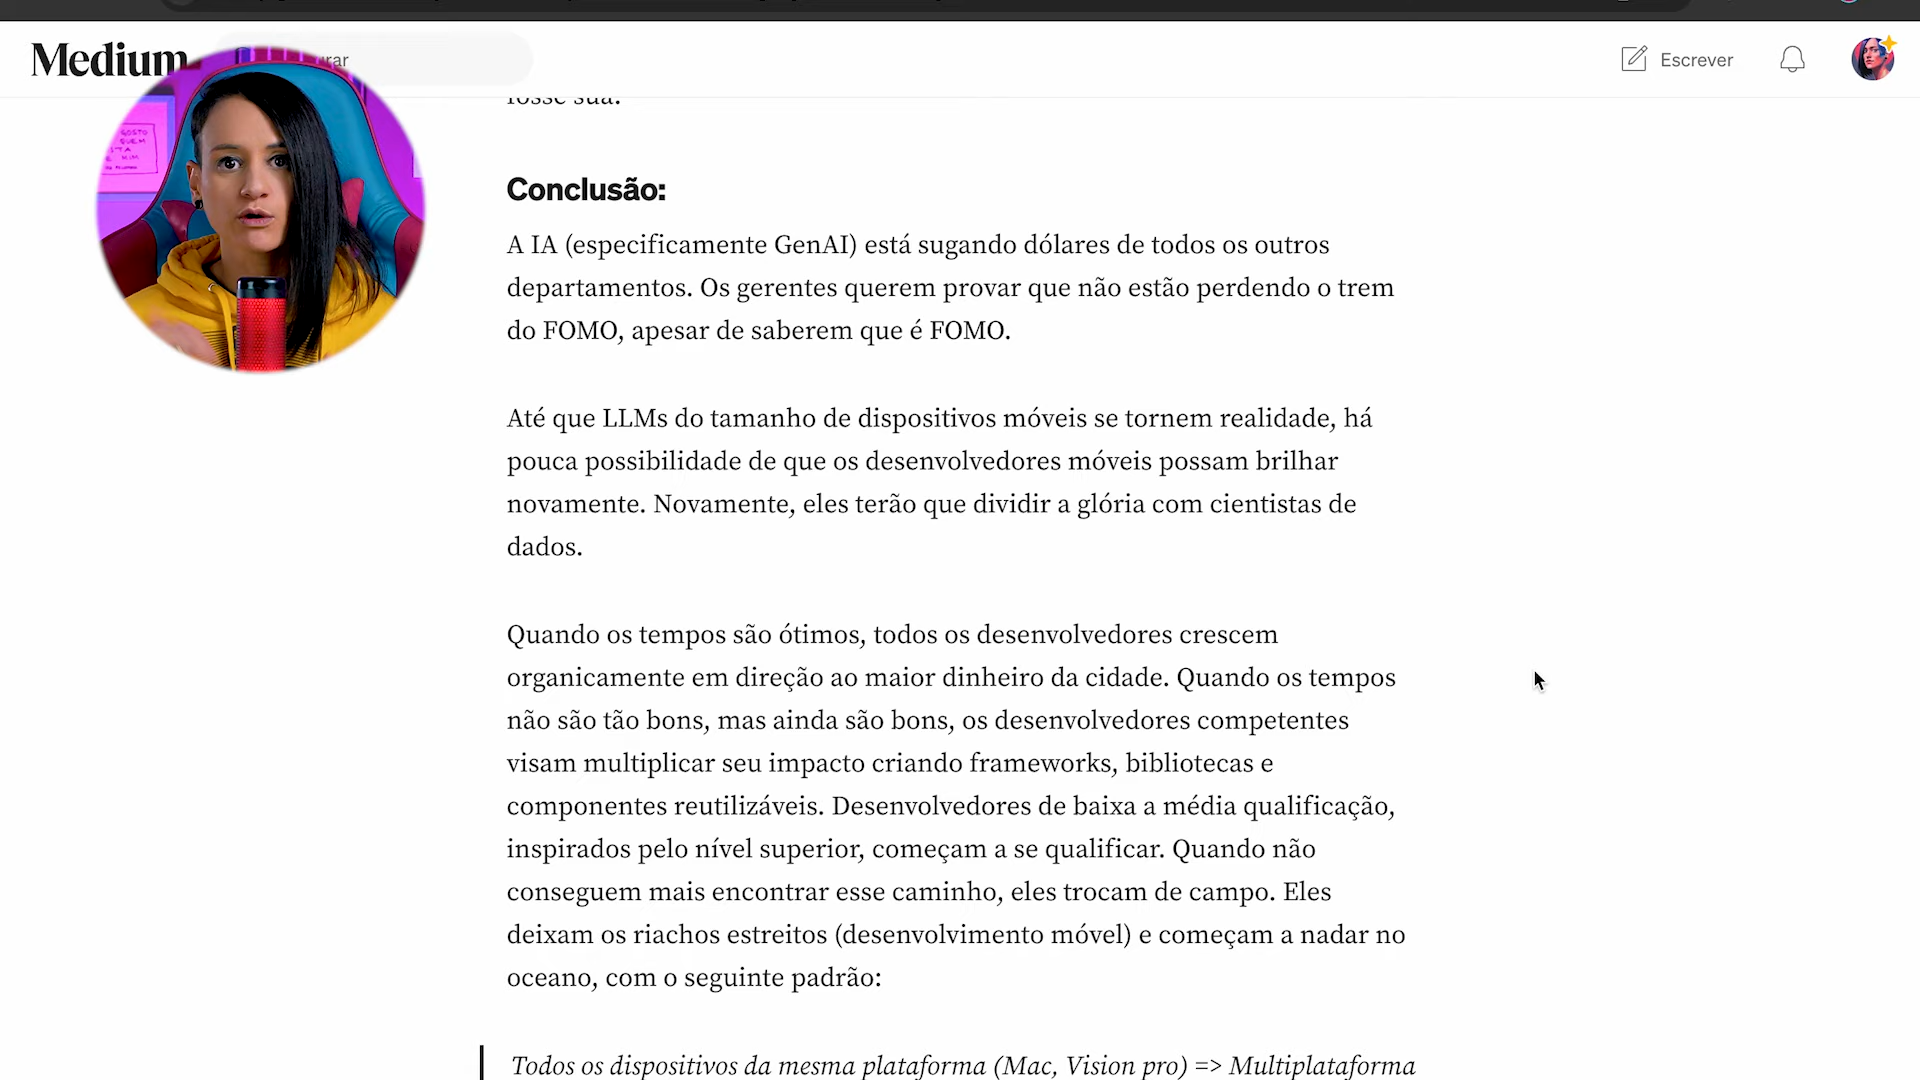 Medium
Escrever
fosse sua.
Conclusão:
A IA (especificamente GenAI) está sugando dólares de todos os outros
departamentos. Os gerentes querem provar que não estão perdendo o trem
do FOMO, apesar de saberem que é FOMO.
Até que LLMs do tamanho de dispositivos móveis se tornem realidade, há
pouca possibilidade de que os desenvolvedores móveis possam brilhar
novamente. Novamente, eles terão que dividir a glória com cientistas de
dados.
Quando os tempos são ótimos, todos os desenvolvedores crescem
organicamente em direção ao maior dinheiro da cidade. Quando os tempos
não são tão bons, mas ainda são bons, os desenvolvedores competentes
visam multiplicar seu impacto criando frameworks, bibliotecas e
componentes reutilizáveis. Desenvolvedores de baixa a média qualificação,
inspirados pelo nível superior, começam a se qualificar. Quando não
conseguem mais encontrar esse caminho, eles trocam de campo. Eles
deixam os riachos estreitos (desenvolvimento móvel) e começam a nadar no
oceano, com o seguinte padrão:
Todos os dispositivos da mesma plataforma (Mac, Vision pro) => Multiplataforma